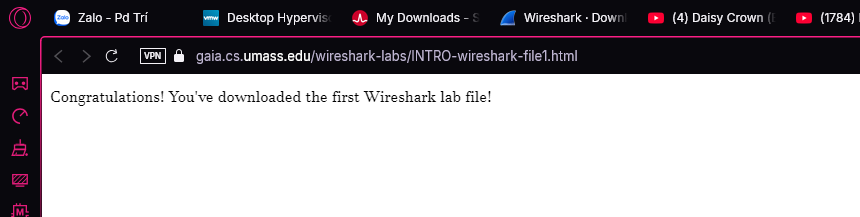 Zalo - Pd Trí
vmw Desktop Hypervis
My Downloads - S
Wireshark · Downl
(4) Daisy Crown (
(1784)
VPN gaia.cs.umass.edu/wireshark-labs/INTRO-wireshark-file1.html
Congratulations! You've downloaded the first Wireshark lab file!
M